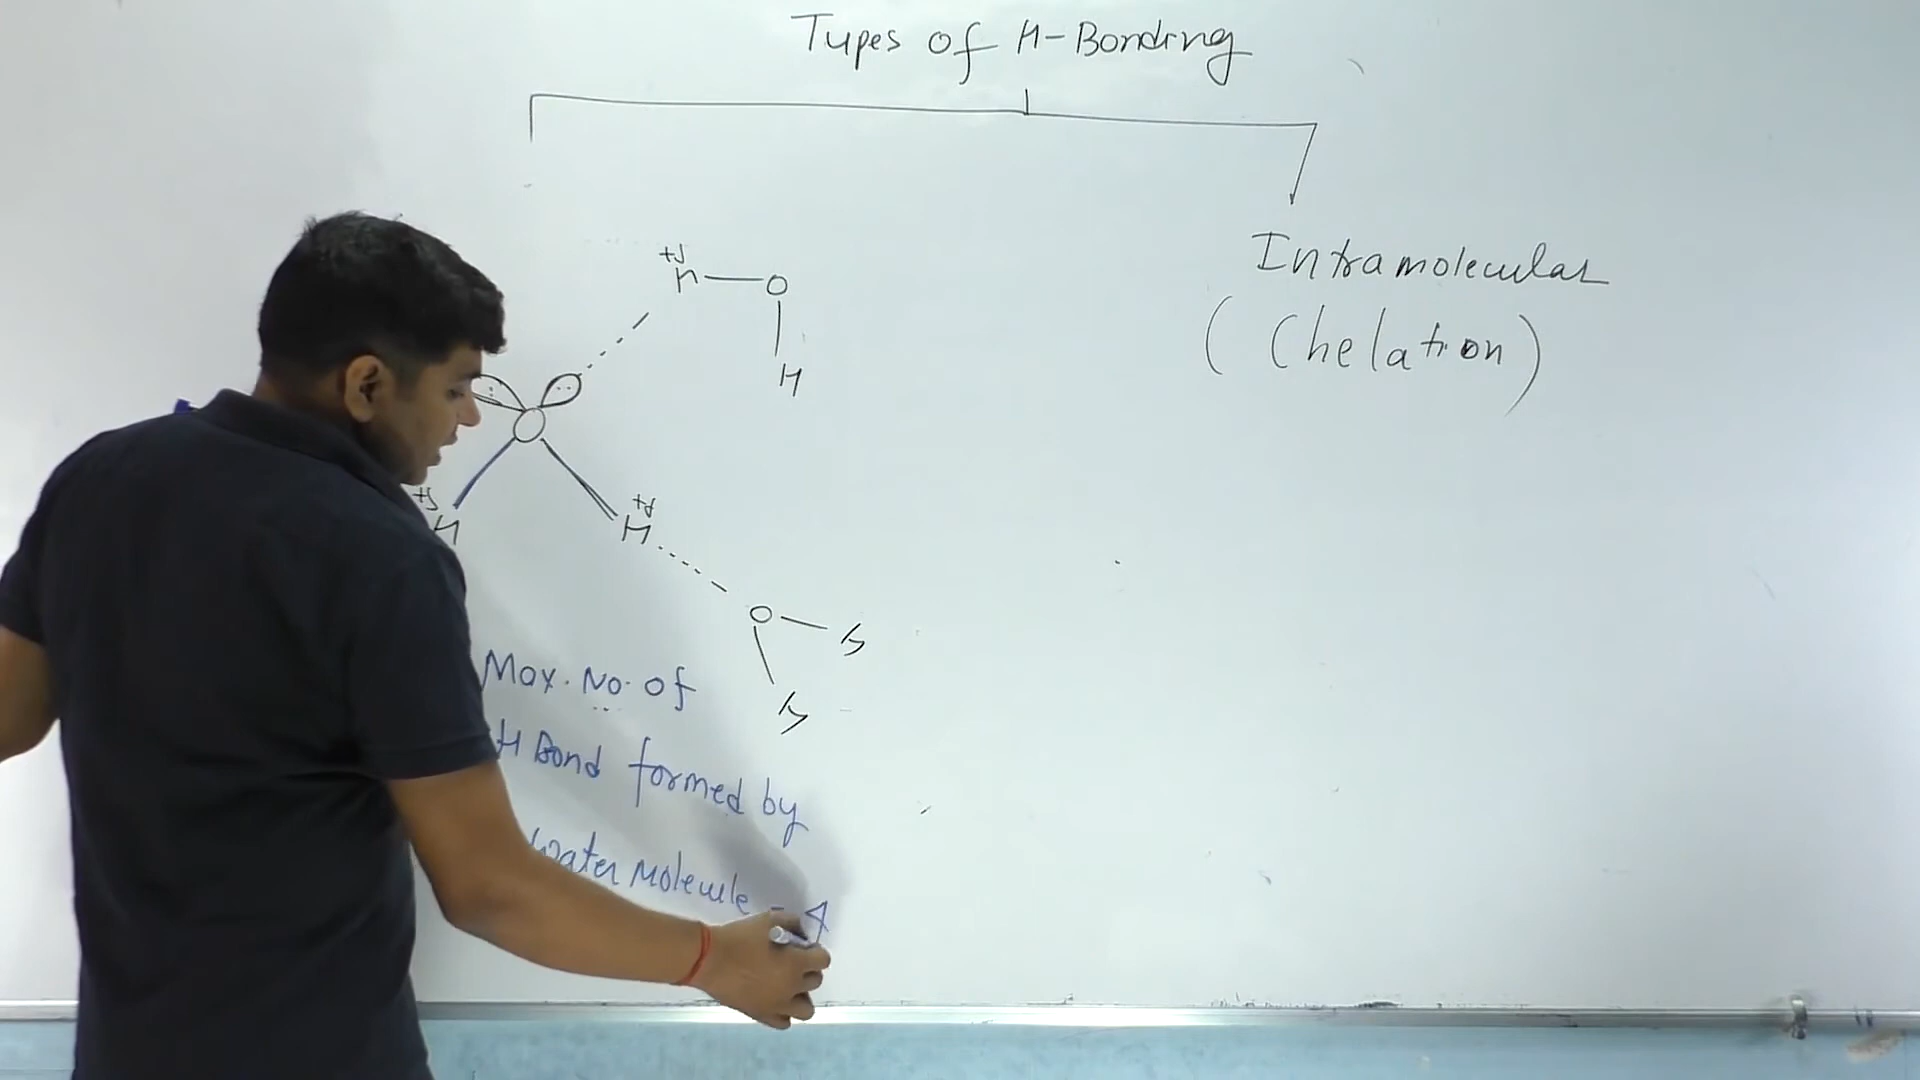 Types of H-Bonding
Intramolecular
(Chelation)
+δ
H — O
H
+δ
H
+δ
H
O
Max. No. of
H Bond formed by
water molecule - 4